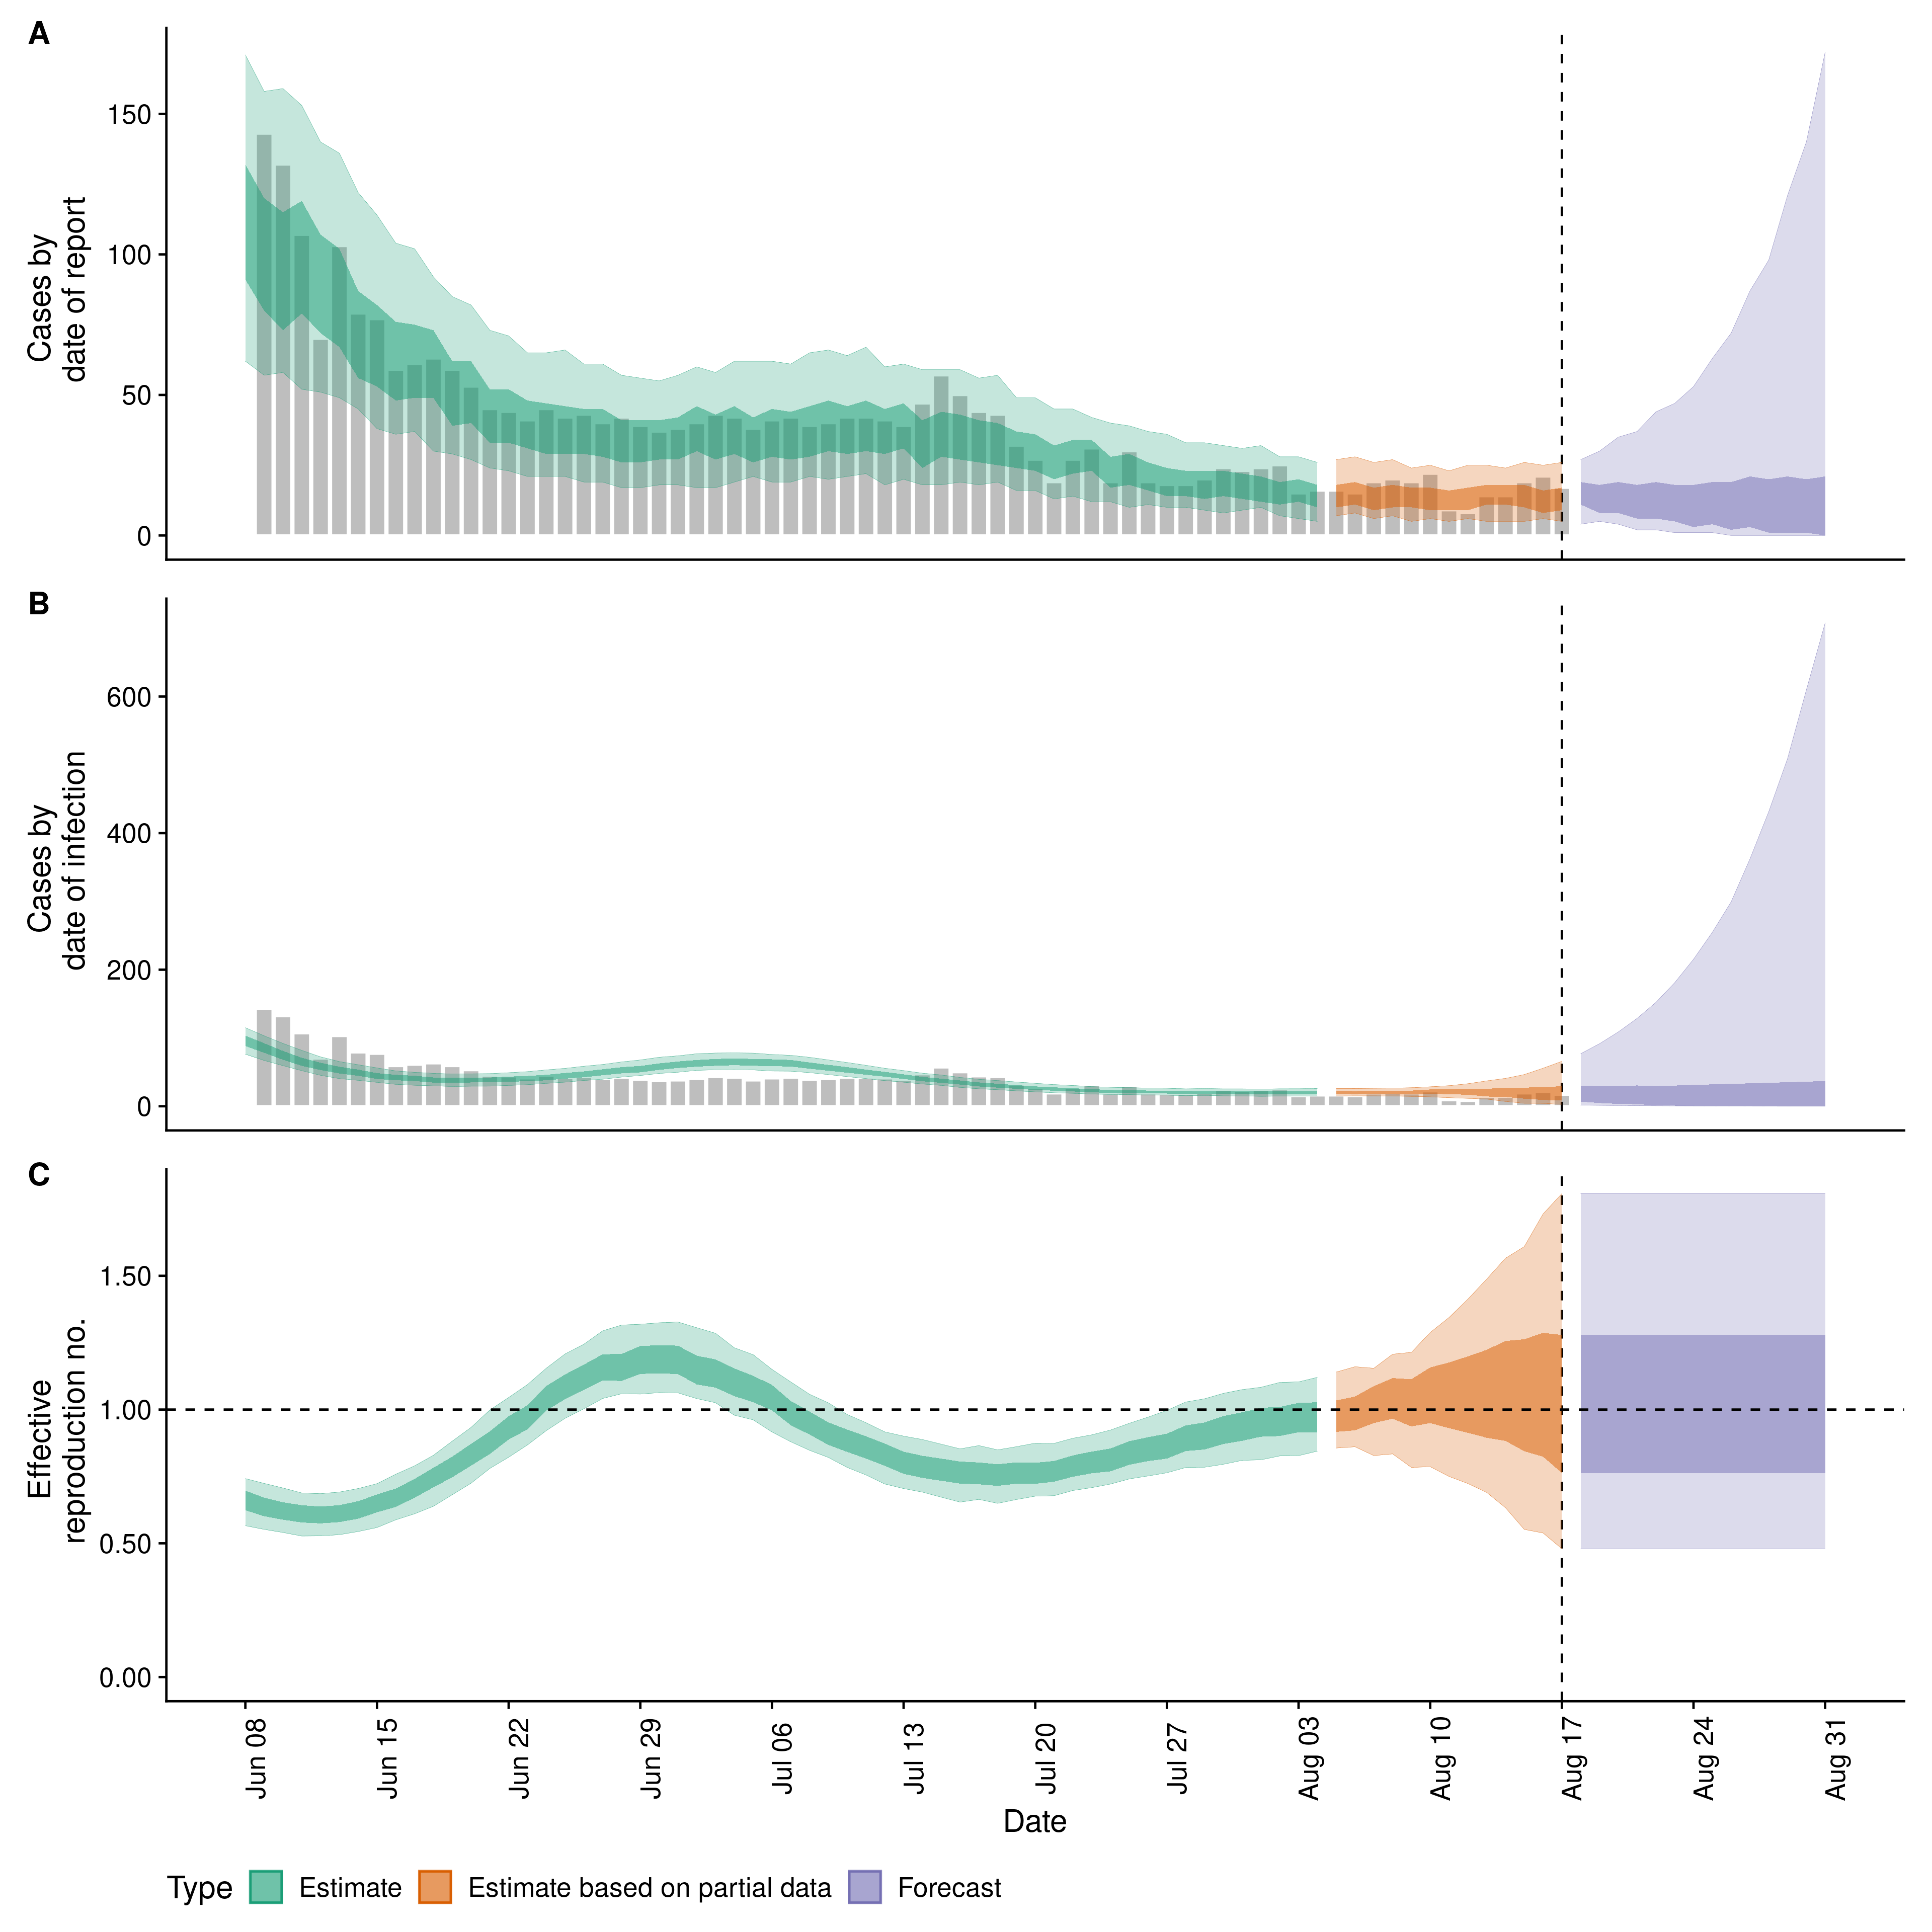 A
Cases by
date of report
150
100
50
0
B
Cases by
date of infection
600
400
200
0
C
Effective
reproduction no.
1.50
1.00
0.50
0.00
Jun 08
Jun 15
Jun 22
Jun 29
Jul 06
Jul 13
Jul 20
Jul 27
Aug 03
Aug 10
Aug 17
Aug 24
Aug 31
Date
Type Estimate Estimate based on partial data Forecast